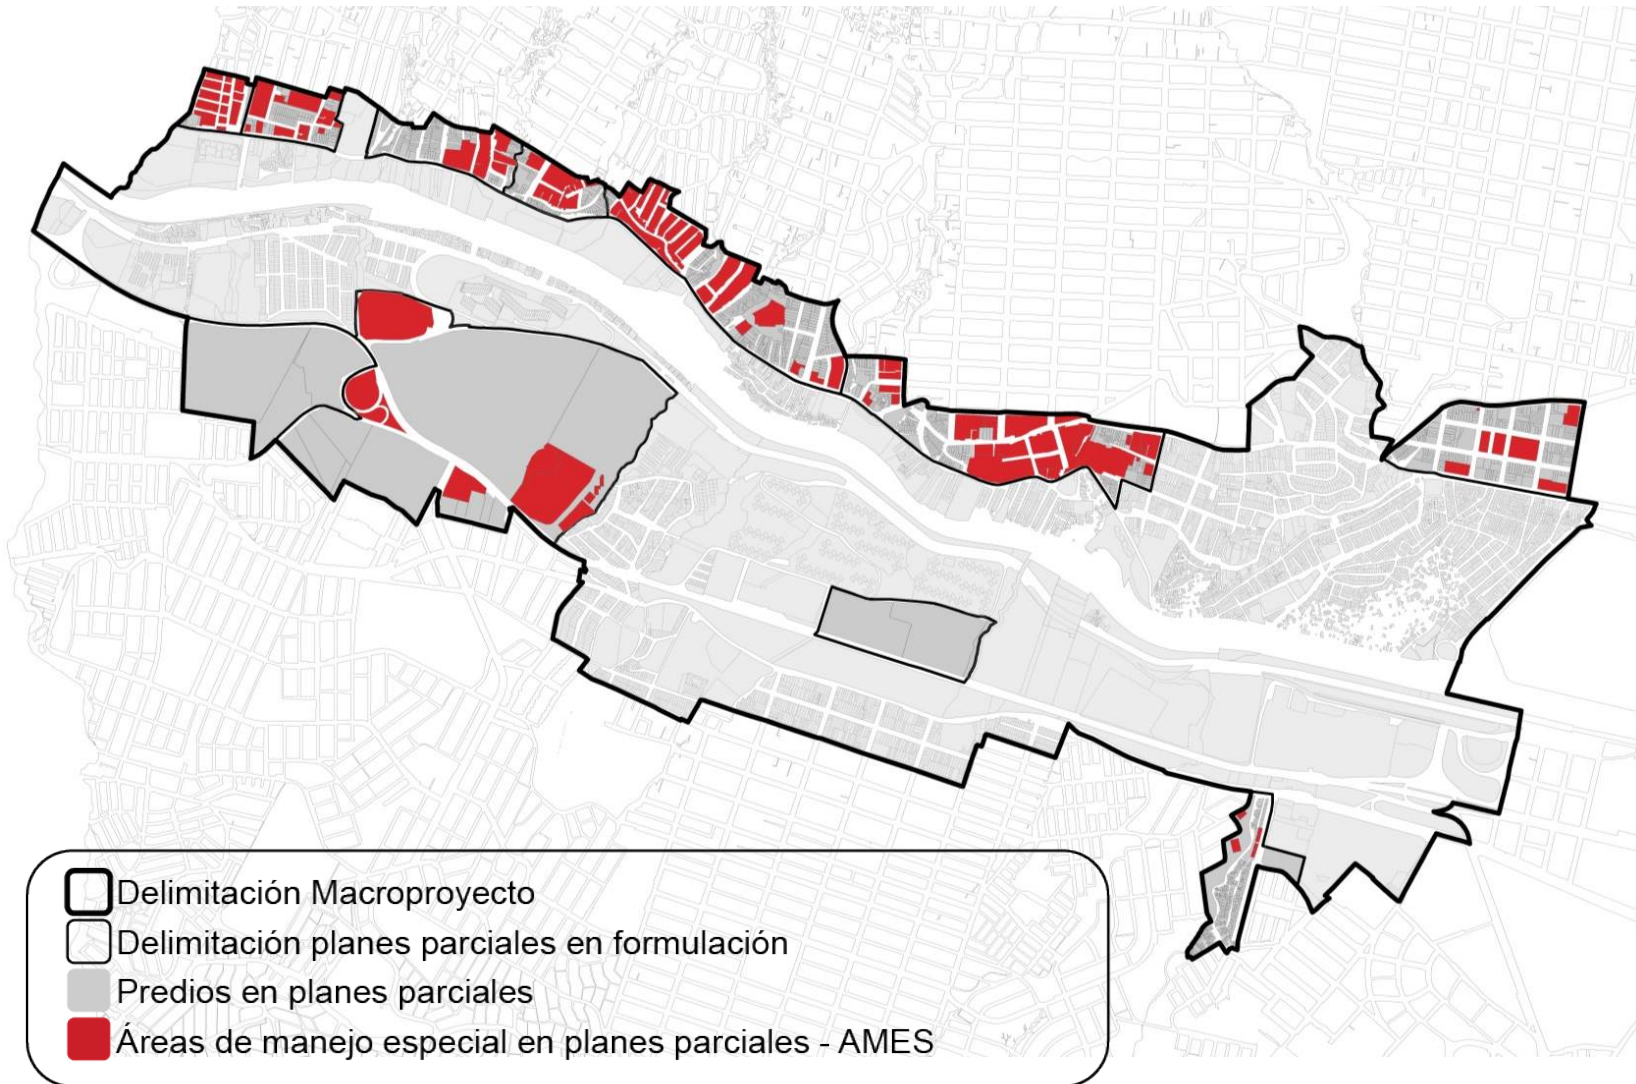 Delimitación Macroproyecto
Delimitación planes parciales en formulación
Predios en planes parciales
Áreas de manejo especial en planes parciales - AMES